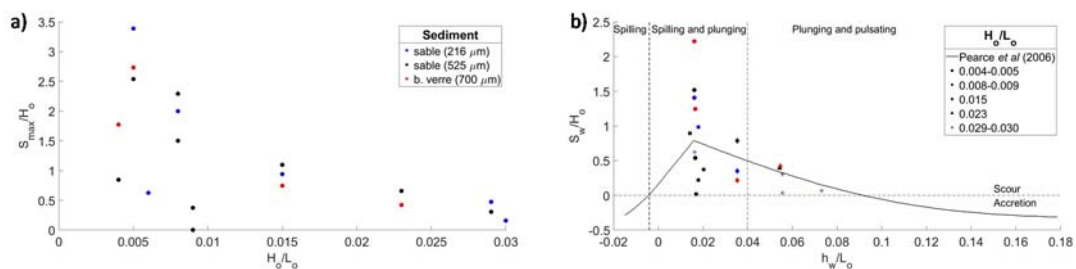 a)
3.5
3
2.5
2
1.5
1
0.5
0
S_max/H_o
0
0.005
0.01
0.015
0.02
0.025
0.03
H_o/L_o
Sediment
sable (216 μm)
sable (525 μm)
b. verre (700 μm)
b)
2.5
2
1.5
1
0.5
0
-0.5
S_w/H_o
-0.02
0
0.02
0.04
0.06
0.08
0.1
0.12
0.14
0.16
0.18
h_w/L_o
Spilling
Spilling and plunging
Plunging and pulsating
H_o/L_o
Pearce et al (2006)
0.004-0.005
0.008-0.009
0.015
0.023
0.029-0.030
Scour
Accretion